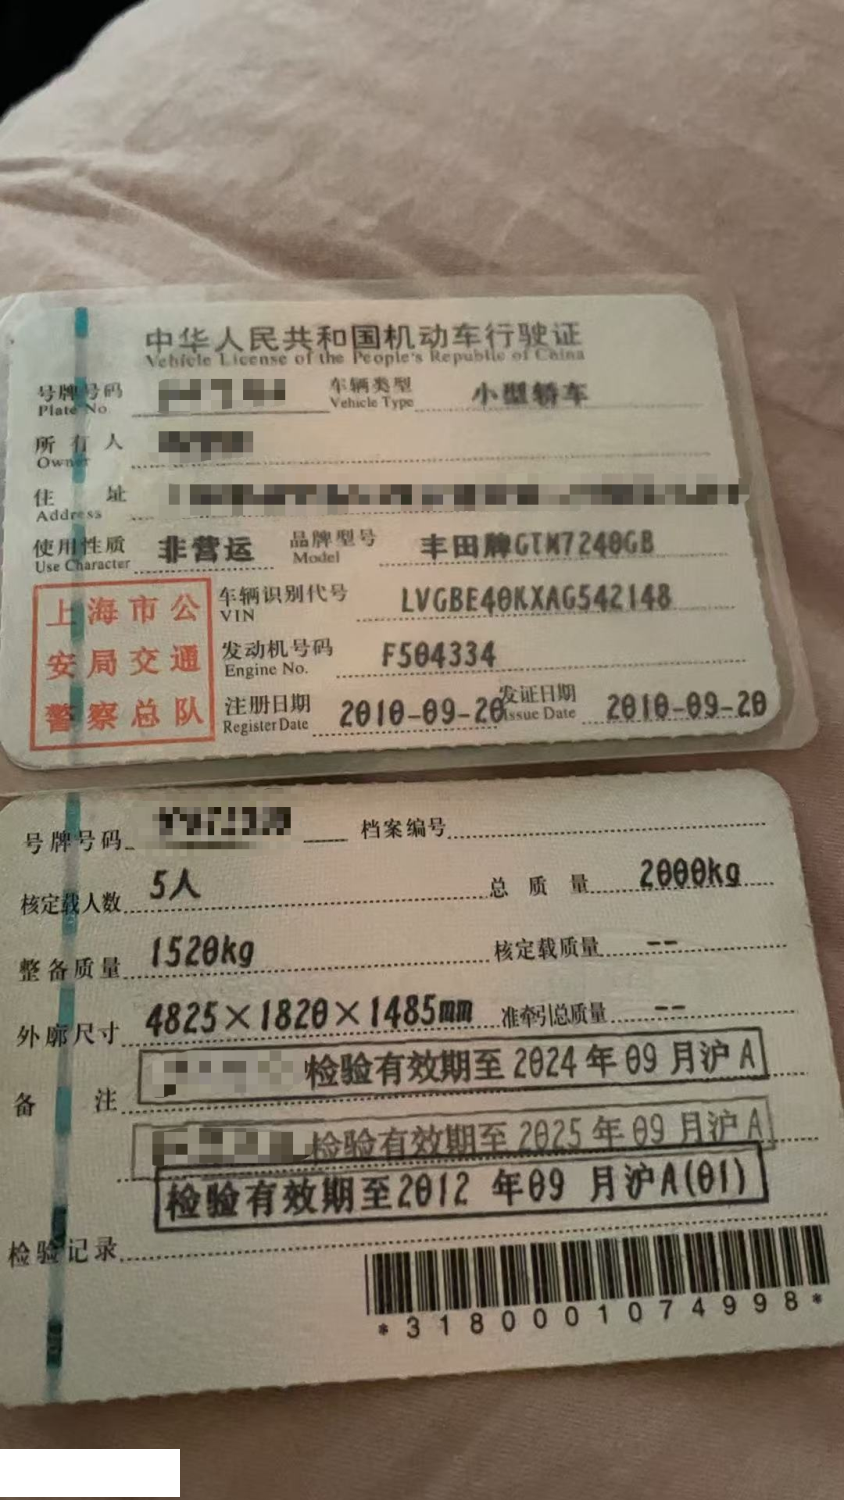 中华人民共和国机动车行驶证
Vehicle License of the People's Republic of China
号牌号码 车辆类型 小型轿车
Plate No Vehicle Type
所有人
Owner
住址
Address
使用性质 非营运 品牌型号 丰田牌GTM7240GB
Use Character Model
上海市公 车辆识别代号 LVGBE40KXAG542148
VIN
安局交通 发动机号码 F504334
Engine No.
警察总队 注册日期 2010-09-20 发证日期 2010-09-20
Register Date Issue Date
号牌号码 档案编号
核定载人数 5人 总质量 2000kg
整备质量 1520kg 核定载质量 --
外廓尺寸 4825×1820×1485mm 准牵引总质量 --
备注 检验有效期至2024年09月沪A
检验有效期至2025年09月沪A
检验有效期至2012年09月沪A(01)
检验记录
*3180001074998*